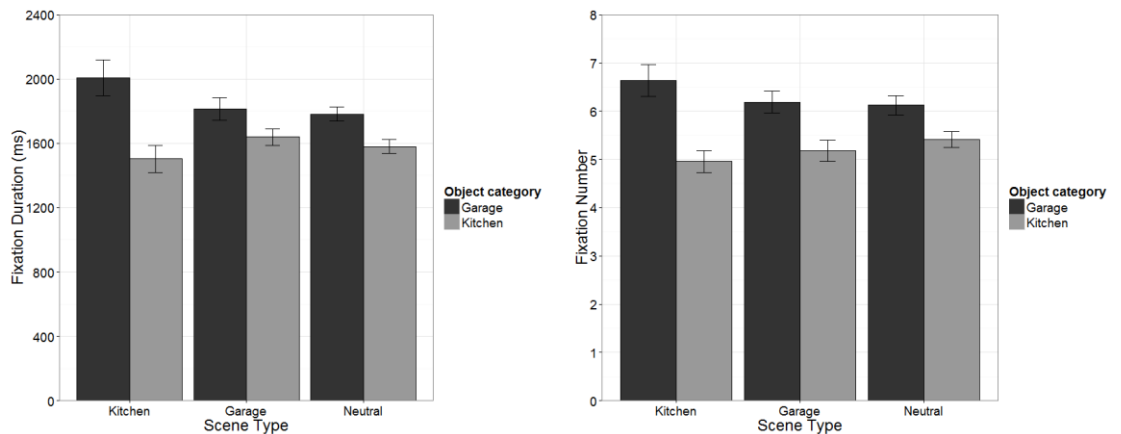 2400
2000
1600
1200
800
400
0
Fixation Duration (ms)
Kitchen
Garage
Neutral
Scene Type
Object category
Garage
Kitchen
8
7
6
5
4
3
2
1
0
Fixation Number
Kitchen
Garage
Neutral
Scene Type
Object category
Garage
Kitchen